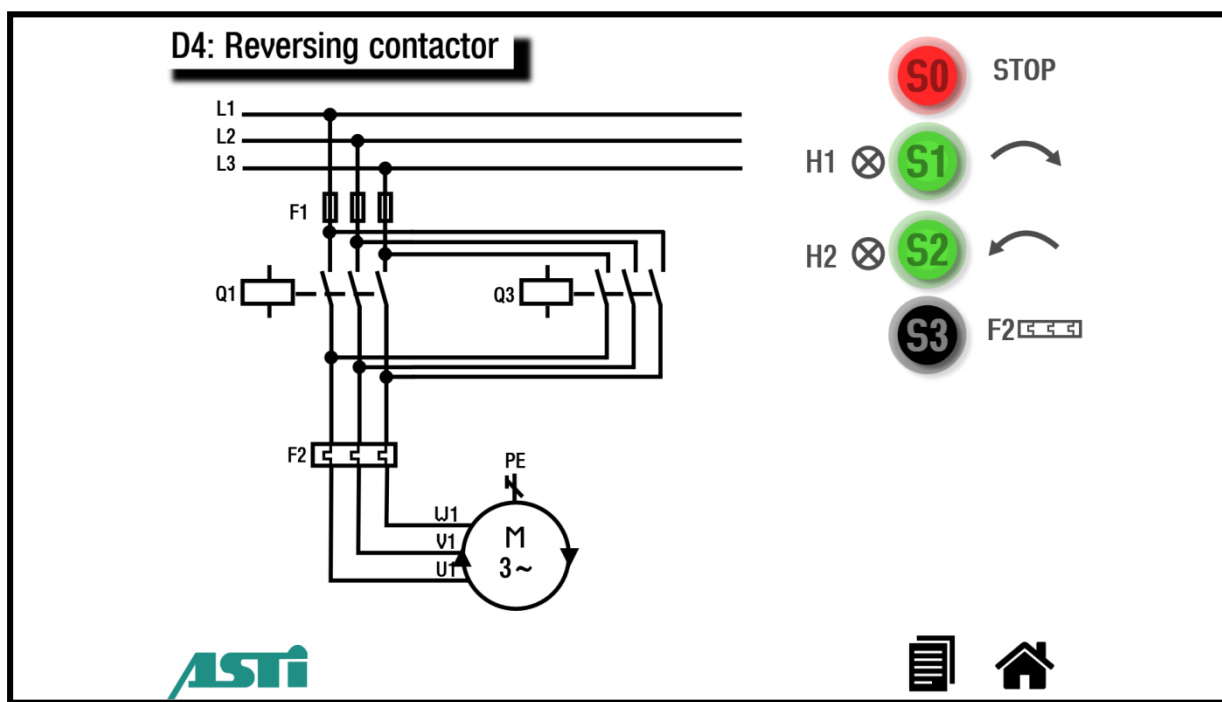 D4: Reversing contactor
S0 STOP
L1
L2
L3
H1 S1
F1
H2 S2
Q1
Q3
S3 F2
F2
PE
W1
V1
U1
M
3~
ASTi